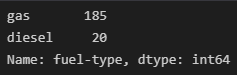 gas       185
diesel     20
Name: fuel-type, dtype: int64